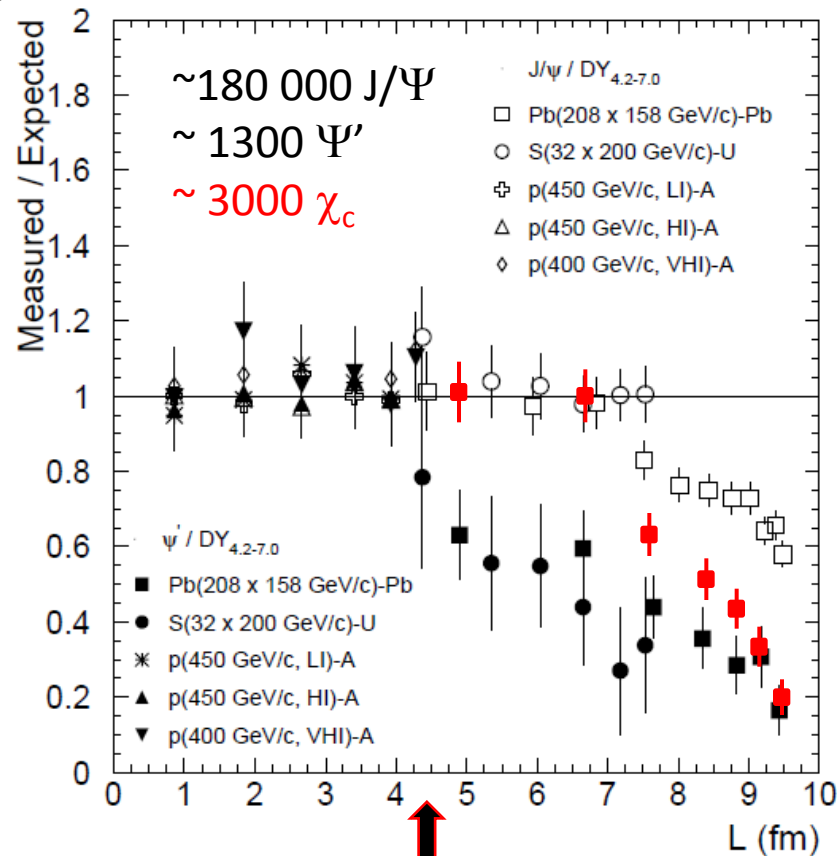 Measured / Expected
2
1.8
1.6
1.4
1.2
1
0.8
0.6
0.4
0.2
0
~180 000 J/Ψ
~ 1300 Ψ’
~ 3000 χc
J/ψ / DY4.2-7.0
Pb(208 x 158 GeV/c)-Pb
S(32 x 200 GeV/c)-U
p(450 GeV/c, LI)-A
p(450 GeV/c, HI)-A
p(400 GeV/c, VHI)-A
ψ' / DY4.2-7.0
Pb(208 x 158 GeV/c)-Pb
S(32 x 200 GeV/c)-U
p(450 GeV/c, LI)-A
p(450 GeV/c, HI)-A
p(400 GeV/c, VHI)-A
0 1 2 3 4 5 6 7 8 9 10
L (fm)